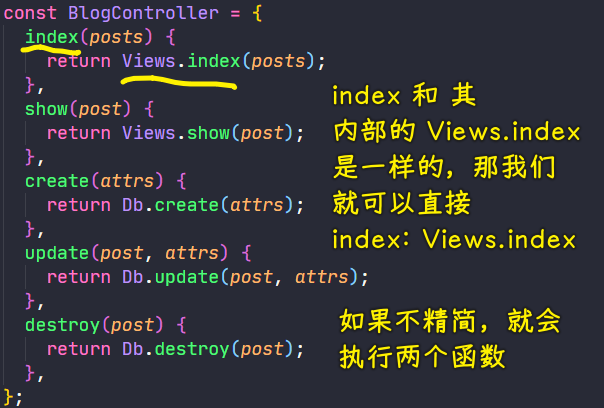 const BlogController = {
index(posts) {
return Views.index(posts);
},
show(post) {
return Views.show(post);
},
create(attrs) {
return Db.create(attrs);
},
update(post, attrs) {
return Db.update(post, attrs);
},
destroy(post) {
return Db.destroy(post);
},
};
index 和 其
内部的 Views.index
是一样的，那我们
就可以直接
index: Views.index
如果不精简，就会
执行两个函数